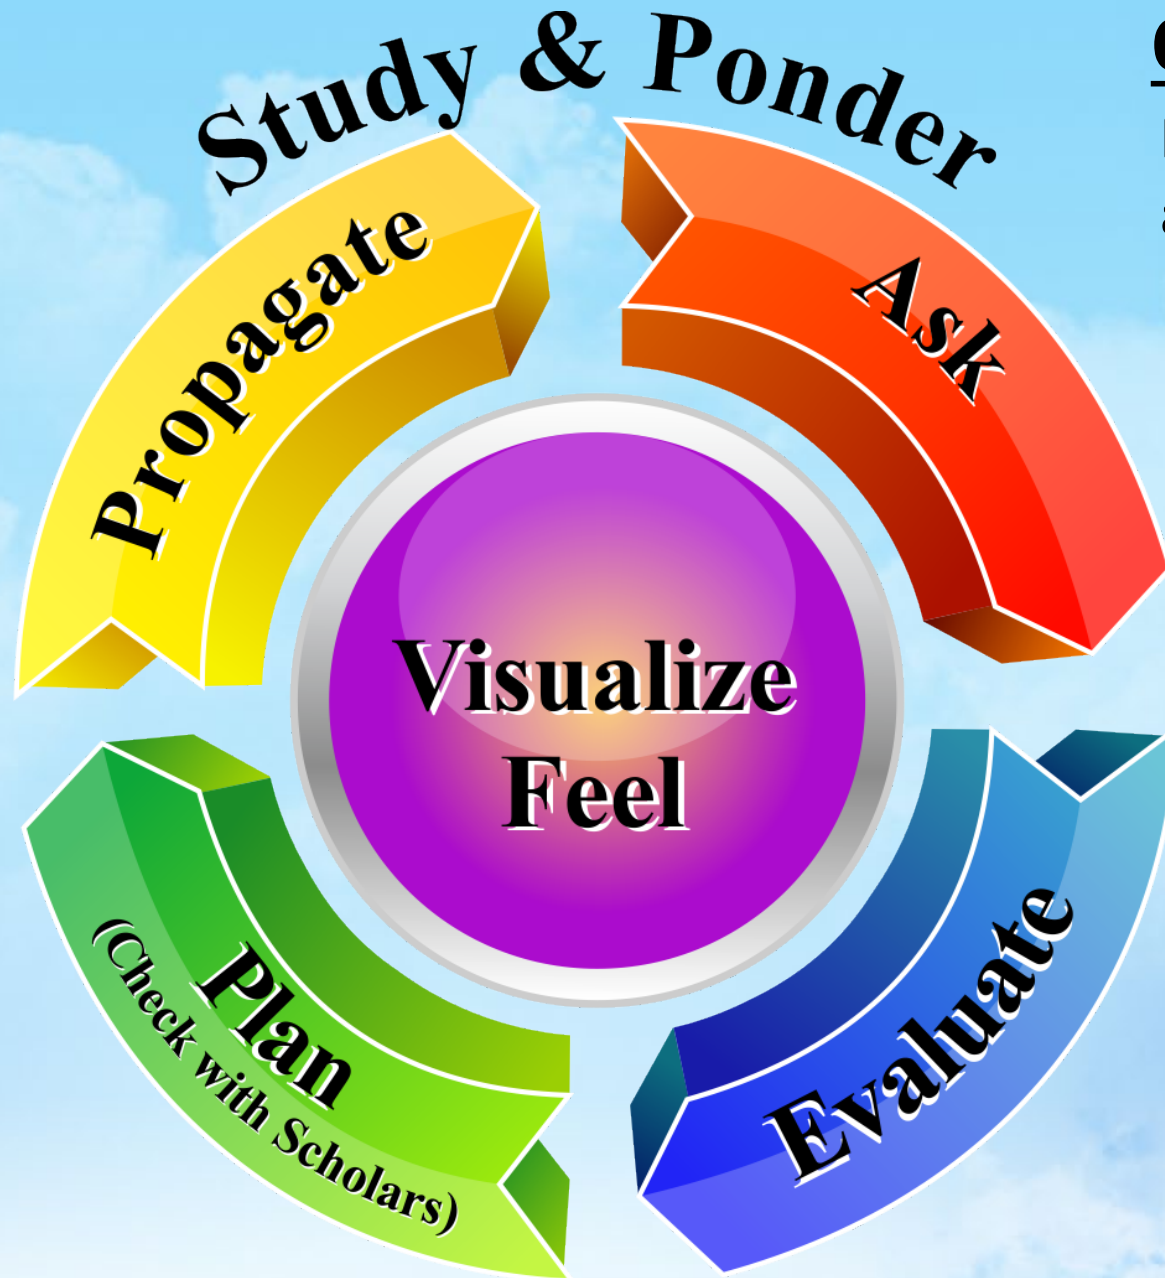 Study & Ponder
Propagate
Ask
Visualize
Feel
Plan
(Check with Scholars)
Evaluate